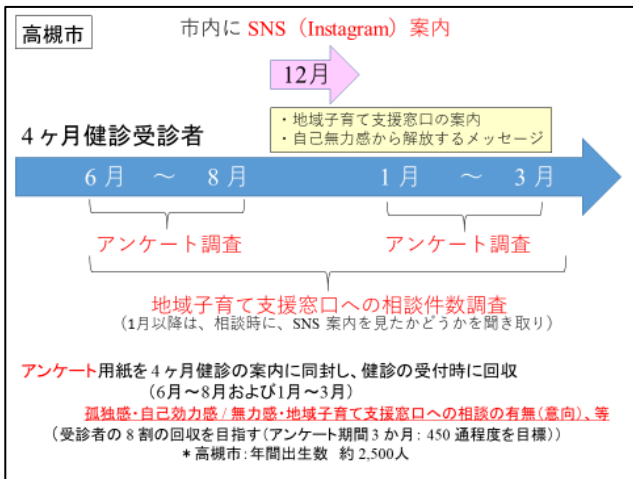 高槻市
市内に SNS（Instagram）案内
12月
・地域子育て支援窓口の案内
・自己無力感から解放するメッセージ
4ヶ月健診受診者
6月 ～ 8月
1月 ～ 3月
アンケート調査
アンケート調査
地域子育て支援窓口への相談件数調査
（1月以降は、相談時に、SNS 案内を見たかどうかを聞き取り）
アンケート用紙を4ヶ月健診の案内に同封し、健診の受付時に回収
（6月～8月および1月～3月）
孤独感・自己効力感 / 無力感・地域子育て支援窓口への相談の有無（意向）、等
（受診者の 8 割の回収を目指す（アンケート期間 3 か月： 450 通程度を目標））
＊高槻市：年間出生数　約 2,500人